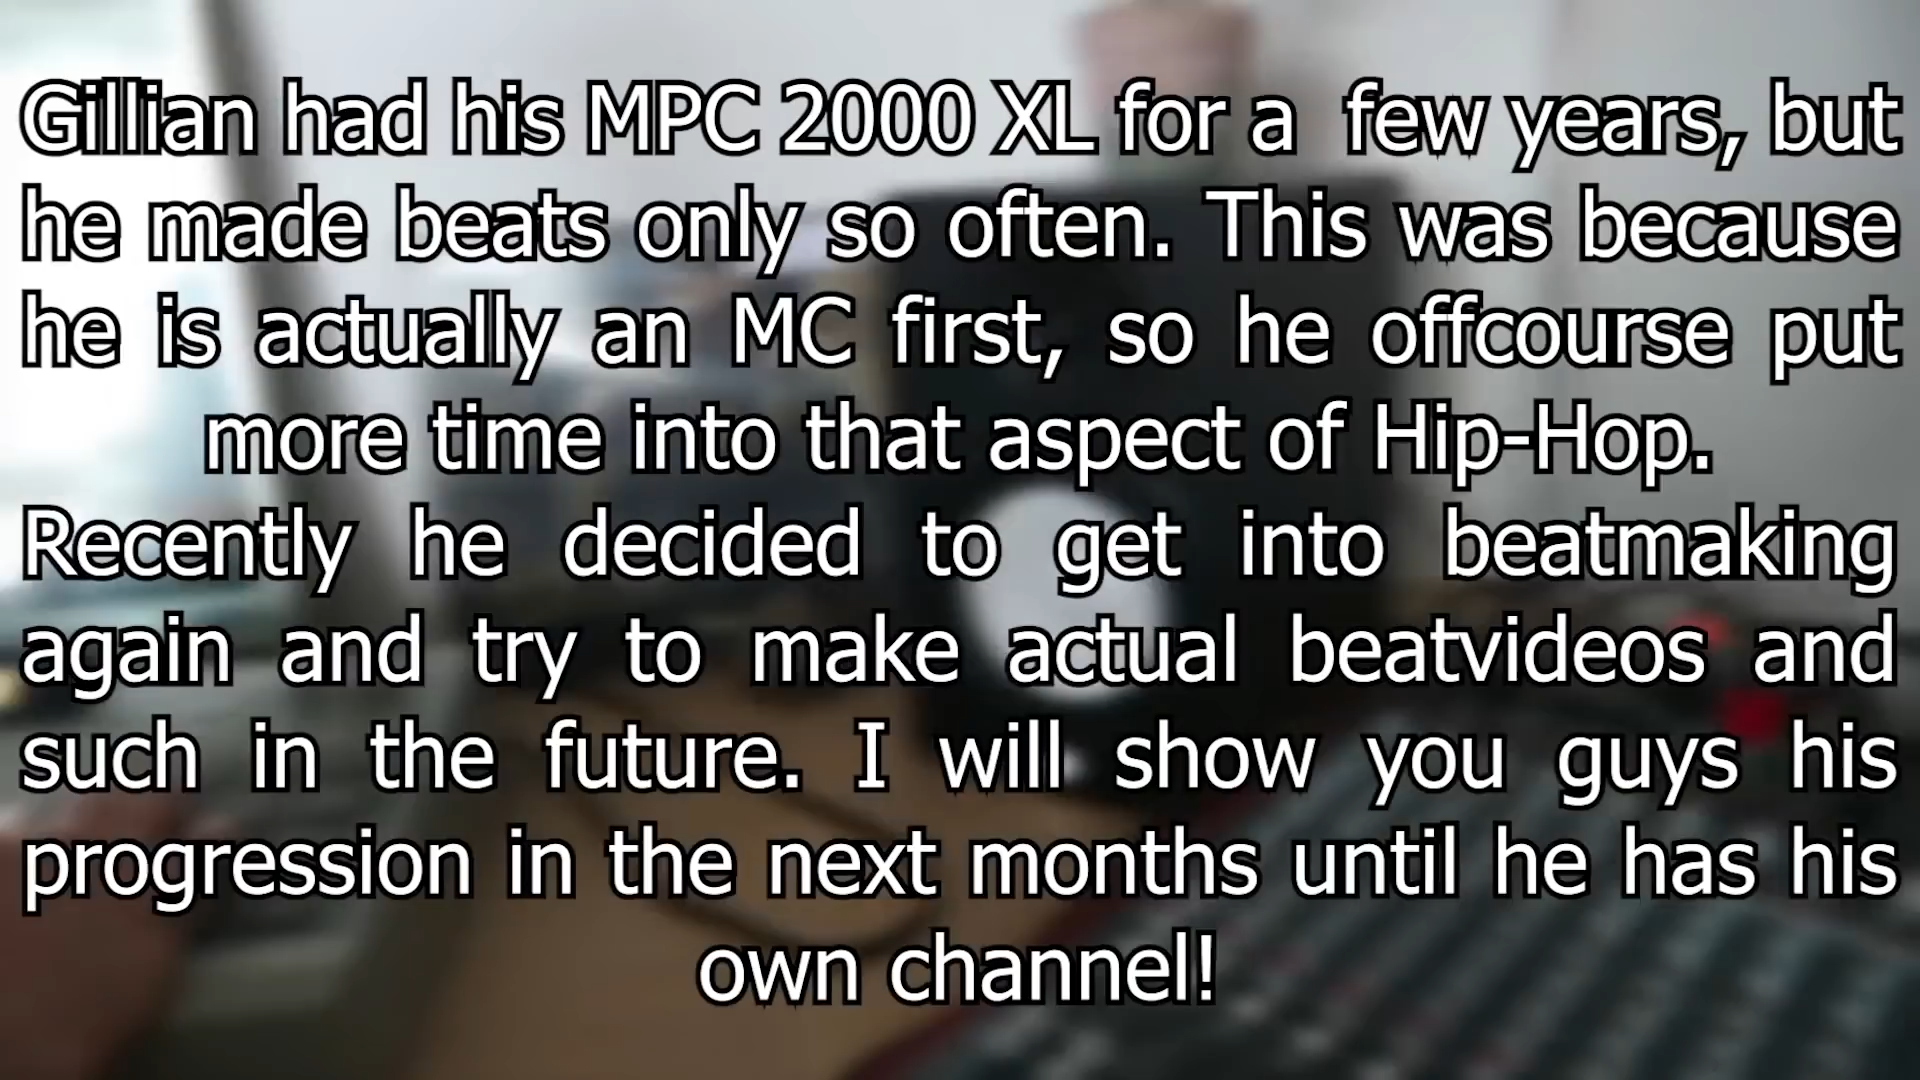 Gillian had his MPC 2000 XL for a few years, but
he made beats only so often. This was because
he is actually an MC first, so he offcourse put
more time into that aspect of Hip-Hop.
Recently he decided to get into beatmaking
again and try to make actual beatvideos and
such in the future. I will show you guys his
progression in the next months until he has his
own channel!